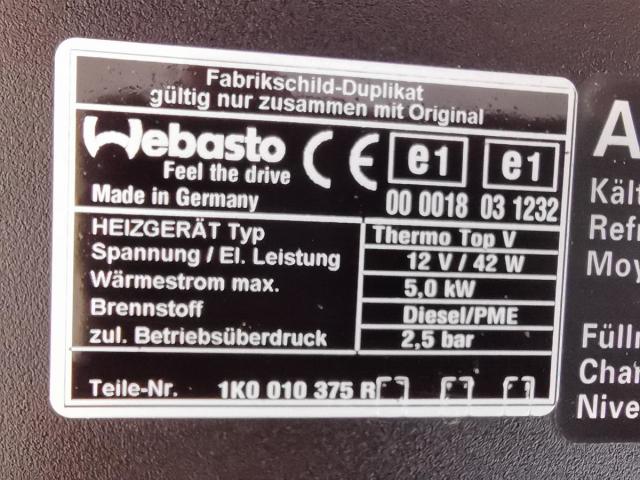 Fabrikschild-Duplikat
gültig nur zusammen mit Original
Webasto
Feel the drive
CE e1 e1
Made in Germany 00 0018 03 1232
HEIZGERÄT Typ Thermo Top V
Spannung / El. Leistung 12 V / 42 W
Wärmestrom max. 5,0 kW
Brennstoff Diesel/PME
zul. Betriebsüberdruck 2,5 bar
Teile-Nr. 1K0 010 375 R
A
Kält
Refr
Mov
Füllm
Char
Nive